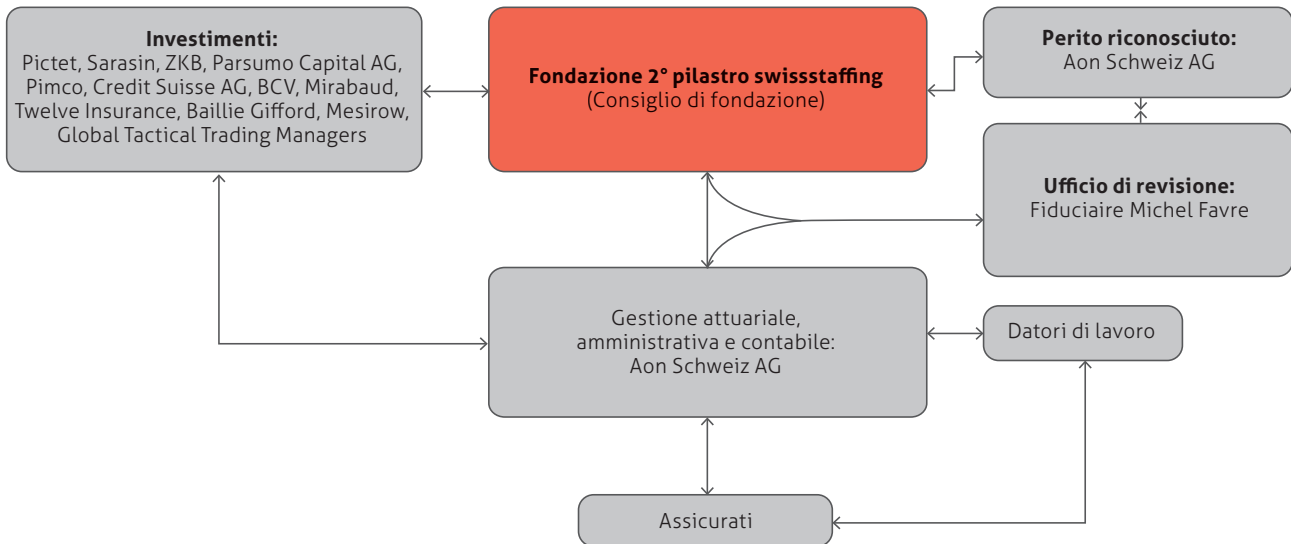 Investimenti:
Pictet, Sarasin, ZKB, Parsumo Capital AG,
Pimco, Credit Suisse AG, BCV, Mirabaud,
Twelve Insurance, Baillie Gifford, Mesirow,
Global Tactical Trading Managers
Fondazione 2° pilastro swissstaffing
(Consiglio di fondazione)
Perito riconosciuto:
Aon Schweiz AG
Ufficio di revisione:
Fiduciaire Michel Favre
Gestione attuariale,
amministrativa e contabile:
Aon Schweiz AG
Datori di lavoro
Assicurati